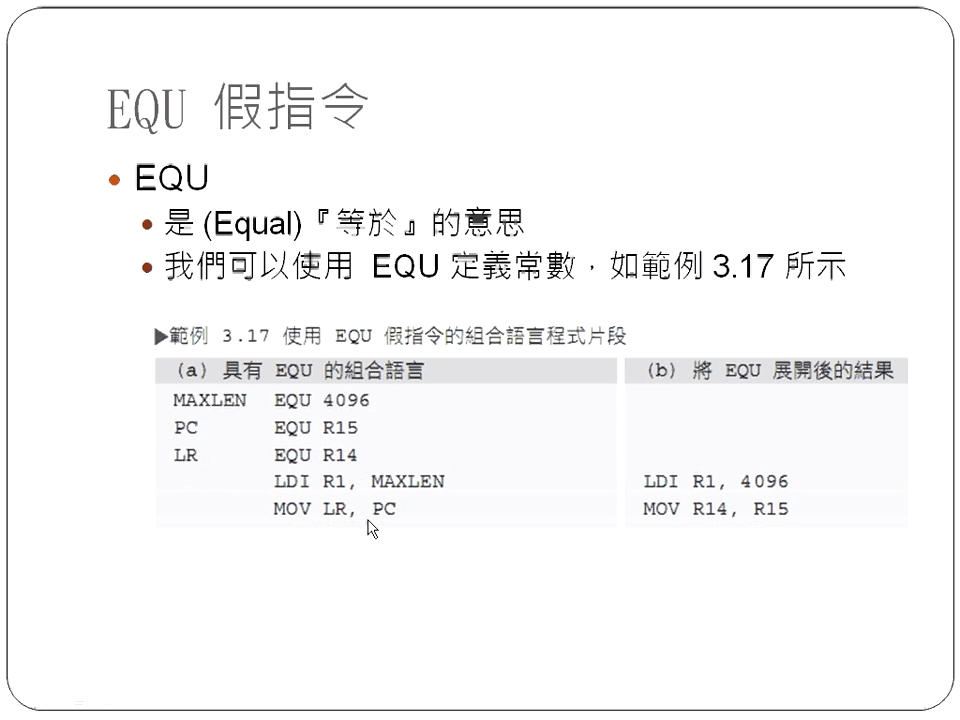 EQU 假指令
EQU
是 (Equal)『等於』的意思
我們可以使用 EQU 定義常數，如範例 3.17 所示
▶範例 3.17 使用 EQU 假指令的組合語言程式片段
(a) 具有 EQU 的組合語言 (b) 將 EQU 展開後的結果
MAXLEN EQU 4096
PC EQU R15
LR EQU R14
LDI R1, MAXLEN LDI R1, 4096
MOV LR, PC MOV R14, R15